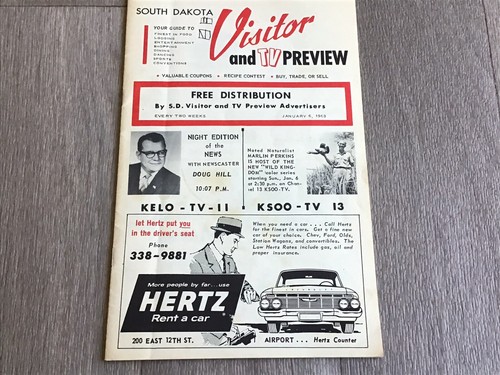 SOUTH DAKOTA
Visitor
and TV PREVIEW
YOUR GUIDE TO
FINEST IN FOOD
LODGING
ENTERTAINMENT
SHOPPING
DINING
DANCING
SPORTS
CONVENTIONS
• VALUABLE COUPONS • RECIPE CONTEST • BUY, TRADE, OR SELL
FREE DISTRIBUTION
By S.D. Visitor and TV Preview Advertisers
EVERY TWO WEEKS
JANUARY 6, 1963
NIGHT EDITION
of the
NEWS
WITH NEWSCASTER
DOUG HILL
10:07 P.M.
Noted Naturalist
MARLIN PERKINS
IS HOST OF THE
NEW "WILD KING-
DOM" color series
starting Sun., Jan. 6
at 2:30 p.m. on Chan-
nel 13 KSOO-TV.
KELO - TV - 11
KSOO - TV 13
let Hertz put you
in the driver's seat
Phone
338-9881
When you need a car . . . Call Hertz
for the finest in cars. Get a fine new
car of your choice. Chev, Ford, Olds,
Station Wagons, and convertibles. The
Low Hertz Rates include gas, oil and
proper insurance.
More people by far...use
HERTZ
Rent a car
CHEVROLET
200 EAST 12TH ST.
AIRPORT . . . Hertz Counter